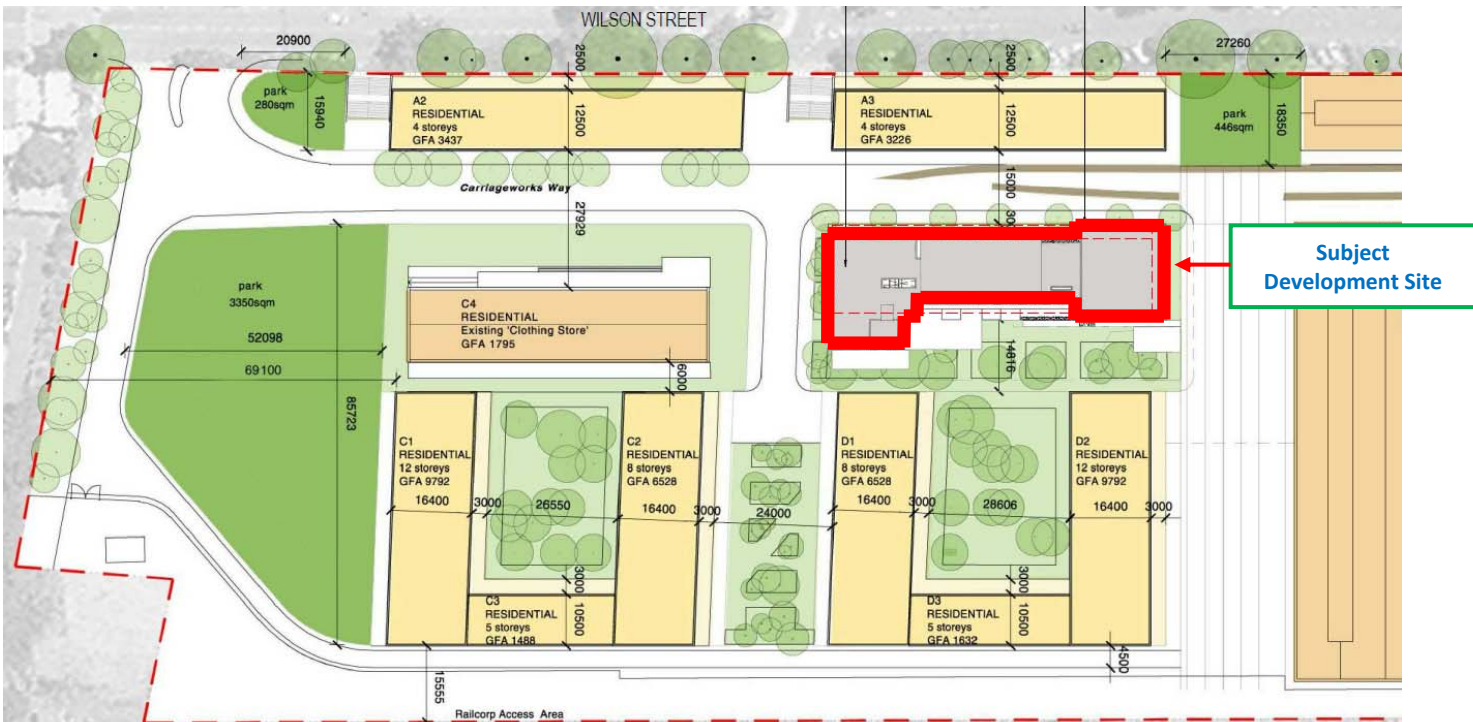 WILSON STREET
20900
2500
2500
27260
park
280sqm
15940
A2
RESIDENTIAL
4 storeys
GFA 3437
12500
A3
RESIDENTIAL
4 storeys
GFA 3226
12500
park
446sqm
18350
Carriageworks Way
27929
15000
park
3350sqm
52098
69100
85723
C4
RESIDENTIAL
Existing 'Clothing Store'
GFA 1795
6000
14816
Subject
Development Site
C1
RESIDENTIAL
12 storeys
GFA 9792
C2
RESIDENTIAL
8 storeys
GFA 6528
D1
RESIDENTIAL
8 storeys
GFA 6528
D2
RESIDENTIAL
12 storeys
GFA 9792
16400
3000
26550
16400
3000
24000
16400
3000
28606
16400
3000
3000
3000
C3
RESIDENTIAL
5 storeys
GFA 1488
10500
D3
RESIDENTIAL
5 storeys
GFA 1632
10500
4500
15555
Railcorp Access Area